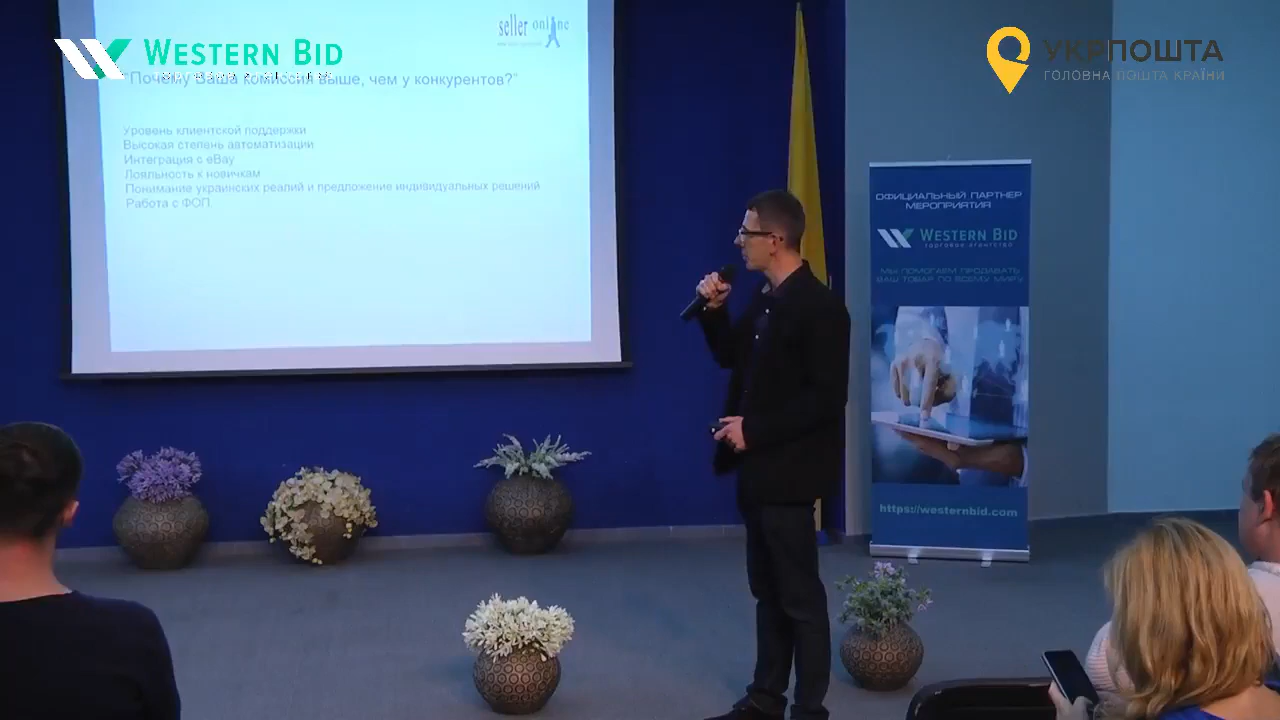 seller online
WESTERN BID
УКРПОШТА
ГОЛОВНА ПОШТА КРАЇНИ
"Почему Ваша комиссия выше, чем у конкурентов?"
Уровень клиентской поддержки
Высокая степень автоматизации
Интеграция с eBay
Лояльность к новичкам
Понимание украинских реалий и предложение индивидуальных решений
Работа с ФОП.
ОФИЦИАЛЬНЫЙ ПАРТНЕР
МЕРОПРИЯТИЯ
WESTERN BID
торговое агентство
МЫ ПОМОГАЕМ ПРОДАВАТЬ
ВАШ ТОВАР ПО ВСЕМУ МИРУ
https://westernbid.com